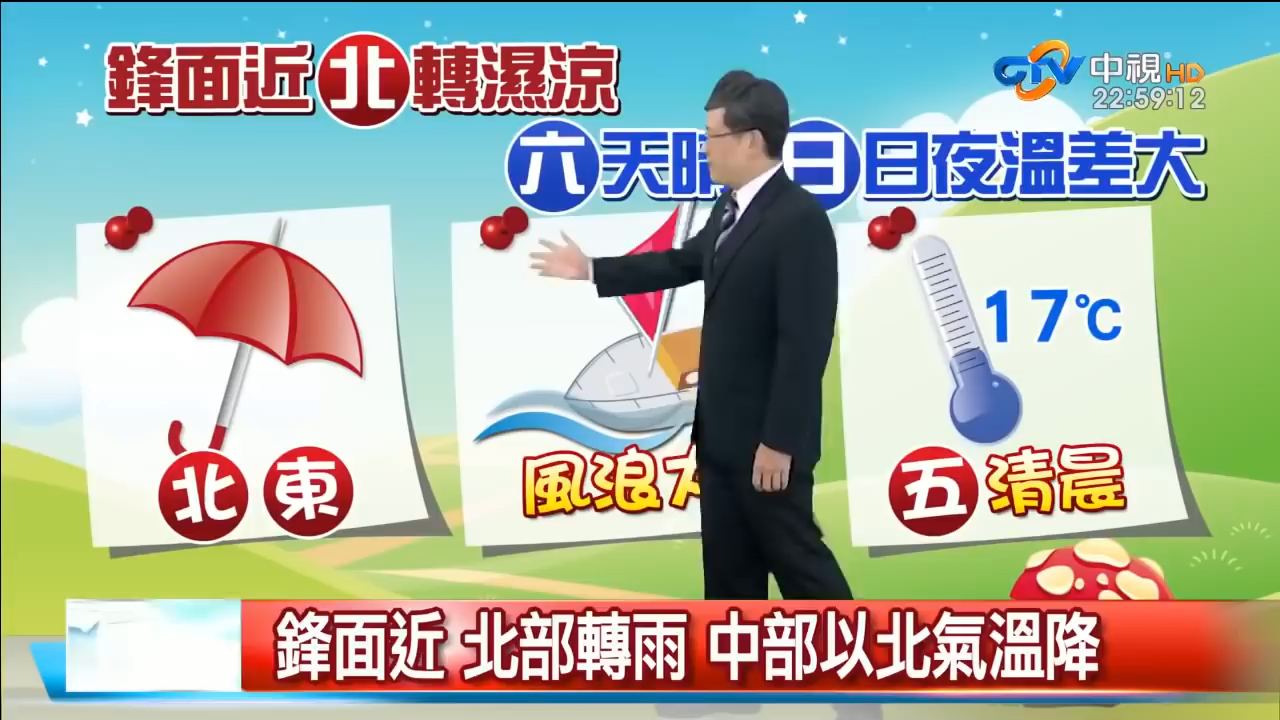 鋒面近北轉濕涼
CTV 中視 HD
22:59:12
六天晴 日日夜溫差大
17℃
北 東
風浪大
五清晨
鋒面近 北部轉雨 中部以北氣溫降